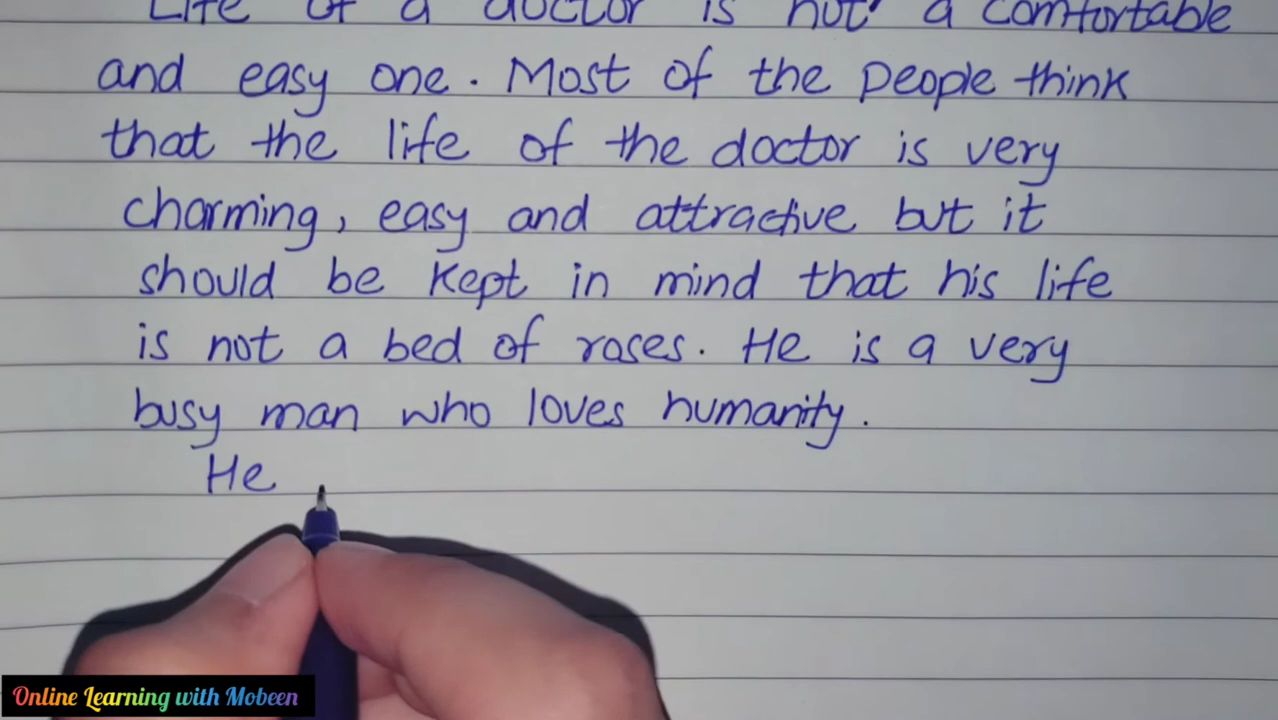 Life of a doctor is not a comfortable
and easy one. Most of the people think
that the life of the doctor is very
charming, easy and attractive but it
should be kept in mind that his life
is not a bed of roses. He is a very
busy man who loves humanity.
He
Online Learning with Mobeen